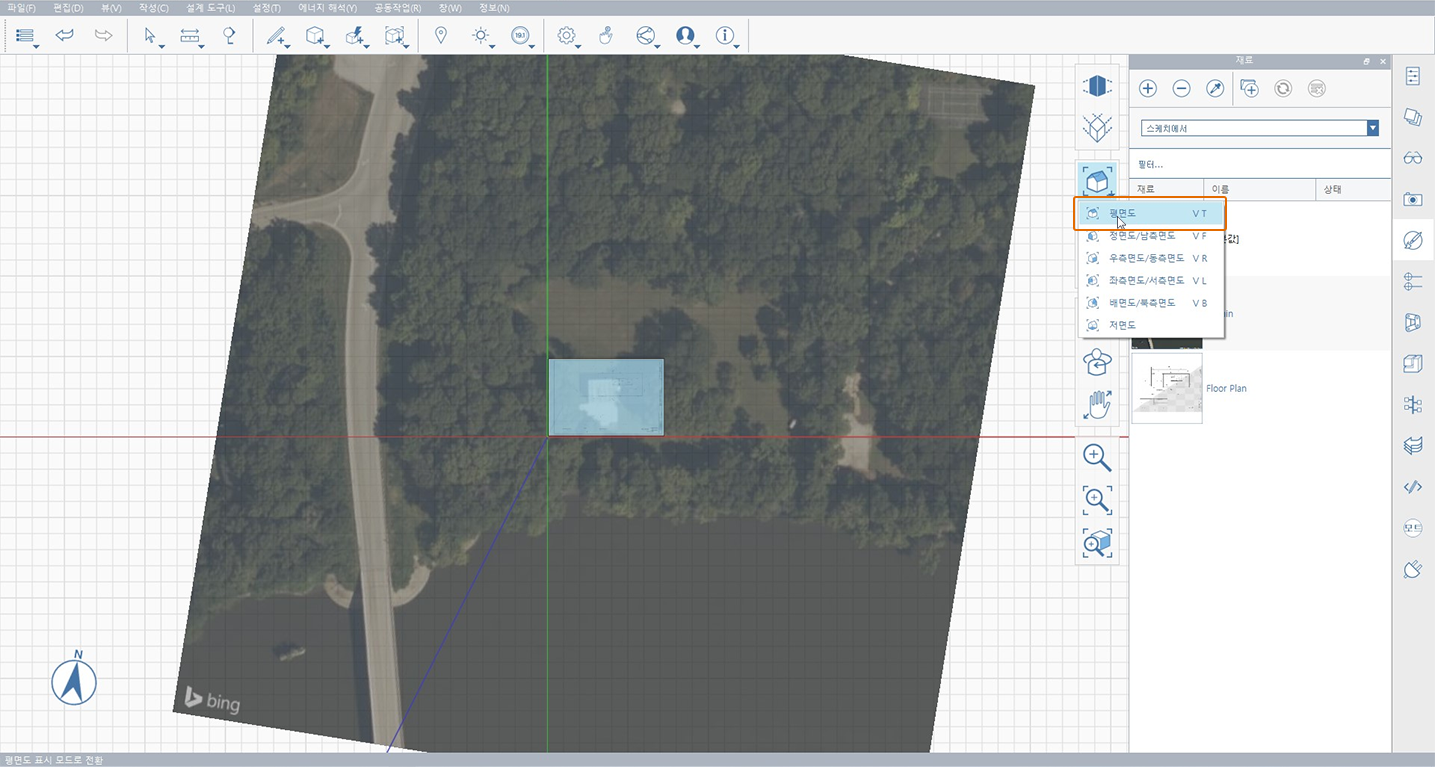 파일(F) 편집(D) 뷰(V) 작성(C) 설계 도구(L) 설정(T) 에너지 해석(Y) 공동작업(R) 창(W) 정보(N)
19.1
재료
스케치에서
필터...
재료 이름 상태
평면도 V T
정면도/남측면도 V F
우측면도/동측면도 V R
좌측면도/서측면도 V L
배면도/북측면도 V B
저면도
Floor Plan
모드
N
bing
평면도 표시 모드로 전환